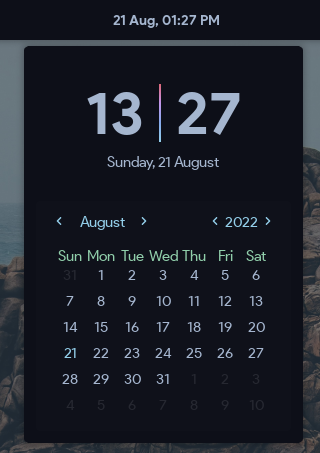 21 Aug, 01:27 PM
13 27
Sunday, 21 August
August 2022
Sun Mon Tue Wed Thu Fri Sat
31 1 2 3 4 5 6
7 8 9 10 11 12 13
14 15 16 17 18 19 20
21 22 23 24 25 26 27
28 29 30 31 1 2 3
4 5 6 7 8 9 10